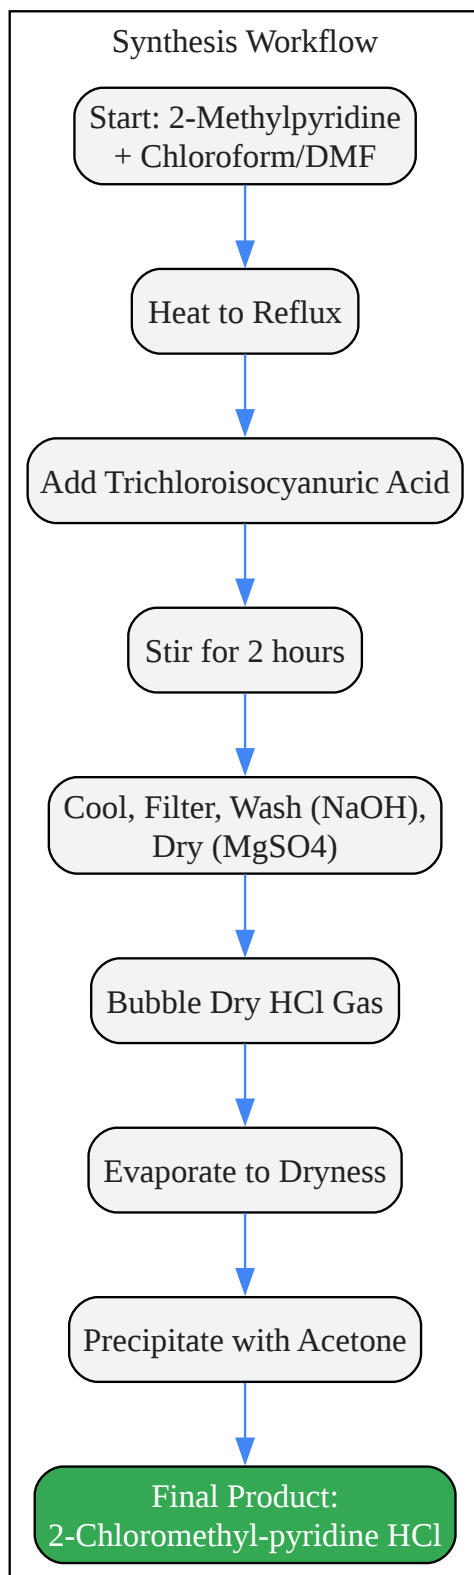 Synthesis Workflow
Start: 2-Methylpyridine
+ Chloroform/DMF
Heat to Reflux
Add Trichloroisocyanuric Acid
Stir for 2 hours
Cool, Filter, Wash (NaOH),
Dry (MgSO4)
Bubble Dry HCl Gas
Evaporate to Dryness
Precipitate with Acetone
Final Product:
2-Chloromethyl-pyridine HCl